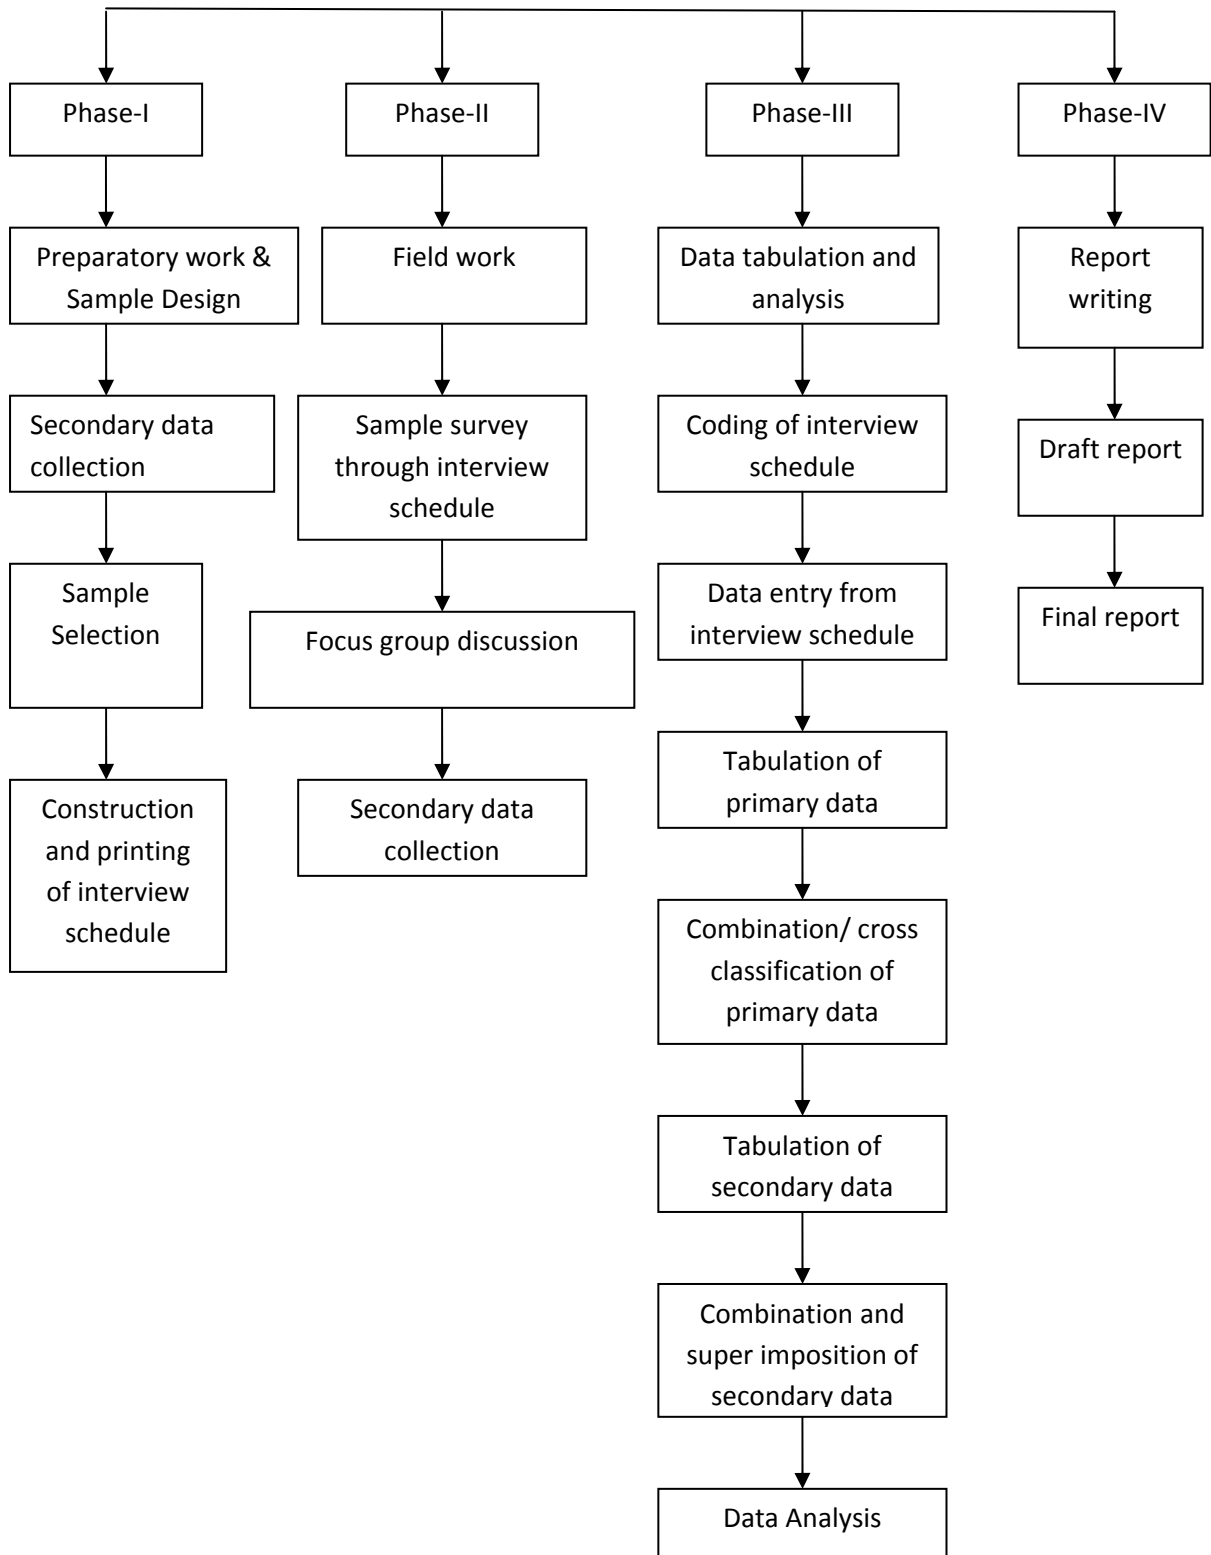 Phase-I
Preparatory work &
Sample Design
Secondary data
collection
Sample
Selection
Construction
and printing
of interview
schedule
Phase-II
Field work
Sample survey
through interview
schedule
Focus group discussion
Secondary data
collection
Phase-III
Data tabulation and
analysis
Coding of interview
schedule
Data entry from
interview schedule
Tabulation of
primary data
Combination/ cross
classification of
primary data
Tabulation of
secondary data
Combination and
super imposition of
secondary data
Data Analysis
Phase-IV
Report
writing
Draft report
Final report